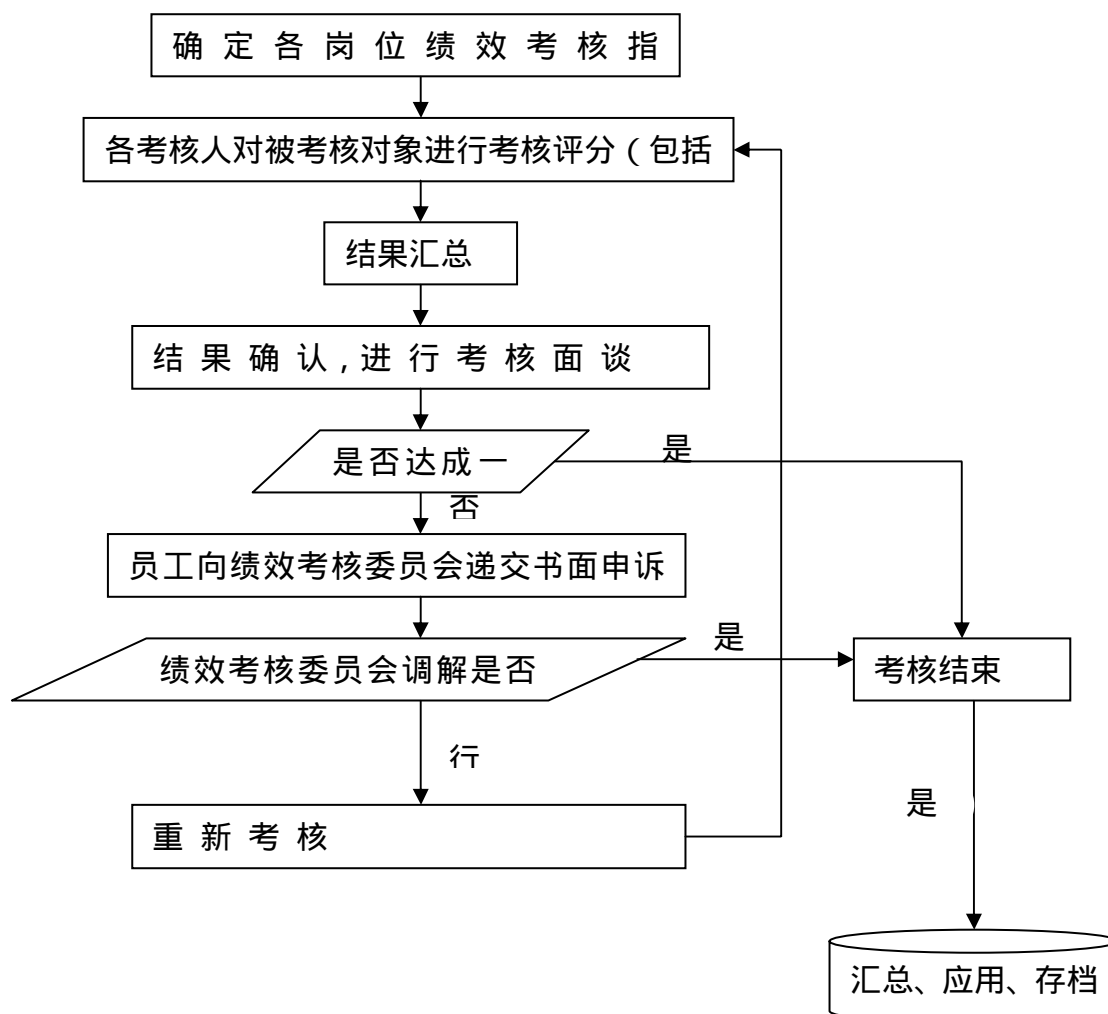 确定各岗位绩效考核指
各考核人对被考核对象进行考核评分（包括
结果汇总
结果确认,进行考核面谈
是否达成一
是
否
员工向绩效考核委员会递交书面申诉
绩效考核委员会调解是否
是
考核结束
行
是
重新考核
汇总、应用、存档